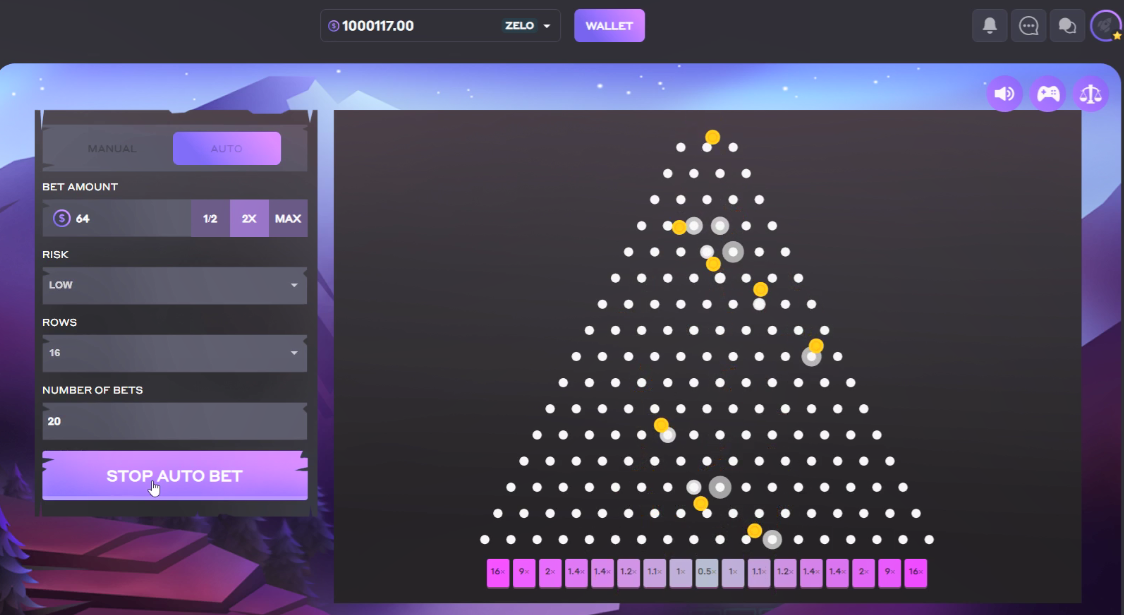 1000117.00 ZELO WALLET
MANUAL AUTO
BET AMOUNT
$ 64 1/2 2X MAX
RISK
LOW
ROWS
16
NUMBER OF BETS
20
STOP AUTO BET
16× 9× 2× 1.4× 1.4× 1.2× 1.1× 1× 0.5× 1× 1.1× 1.2× 1.4× 1.4× 2× 9× 16×